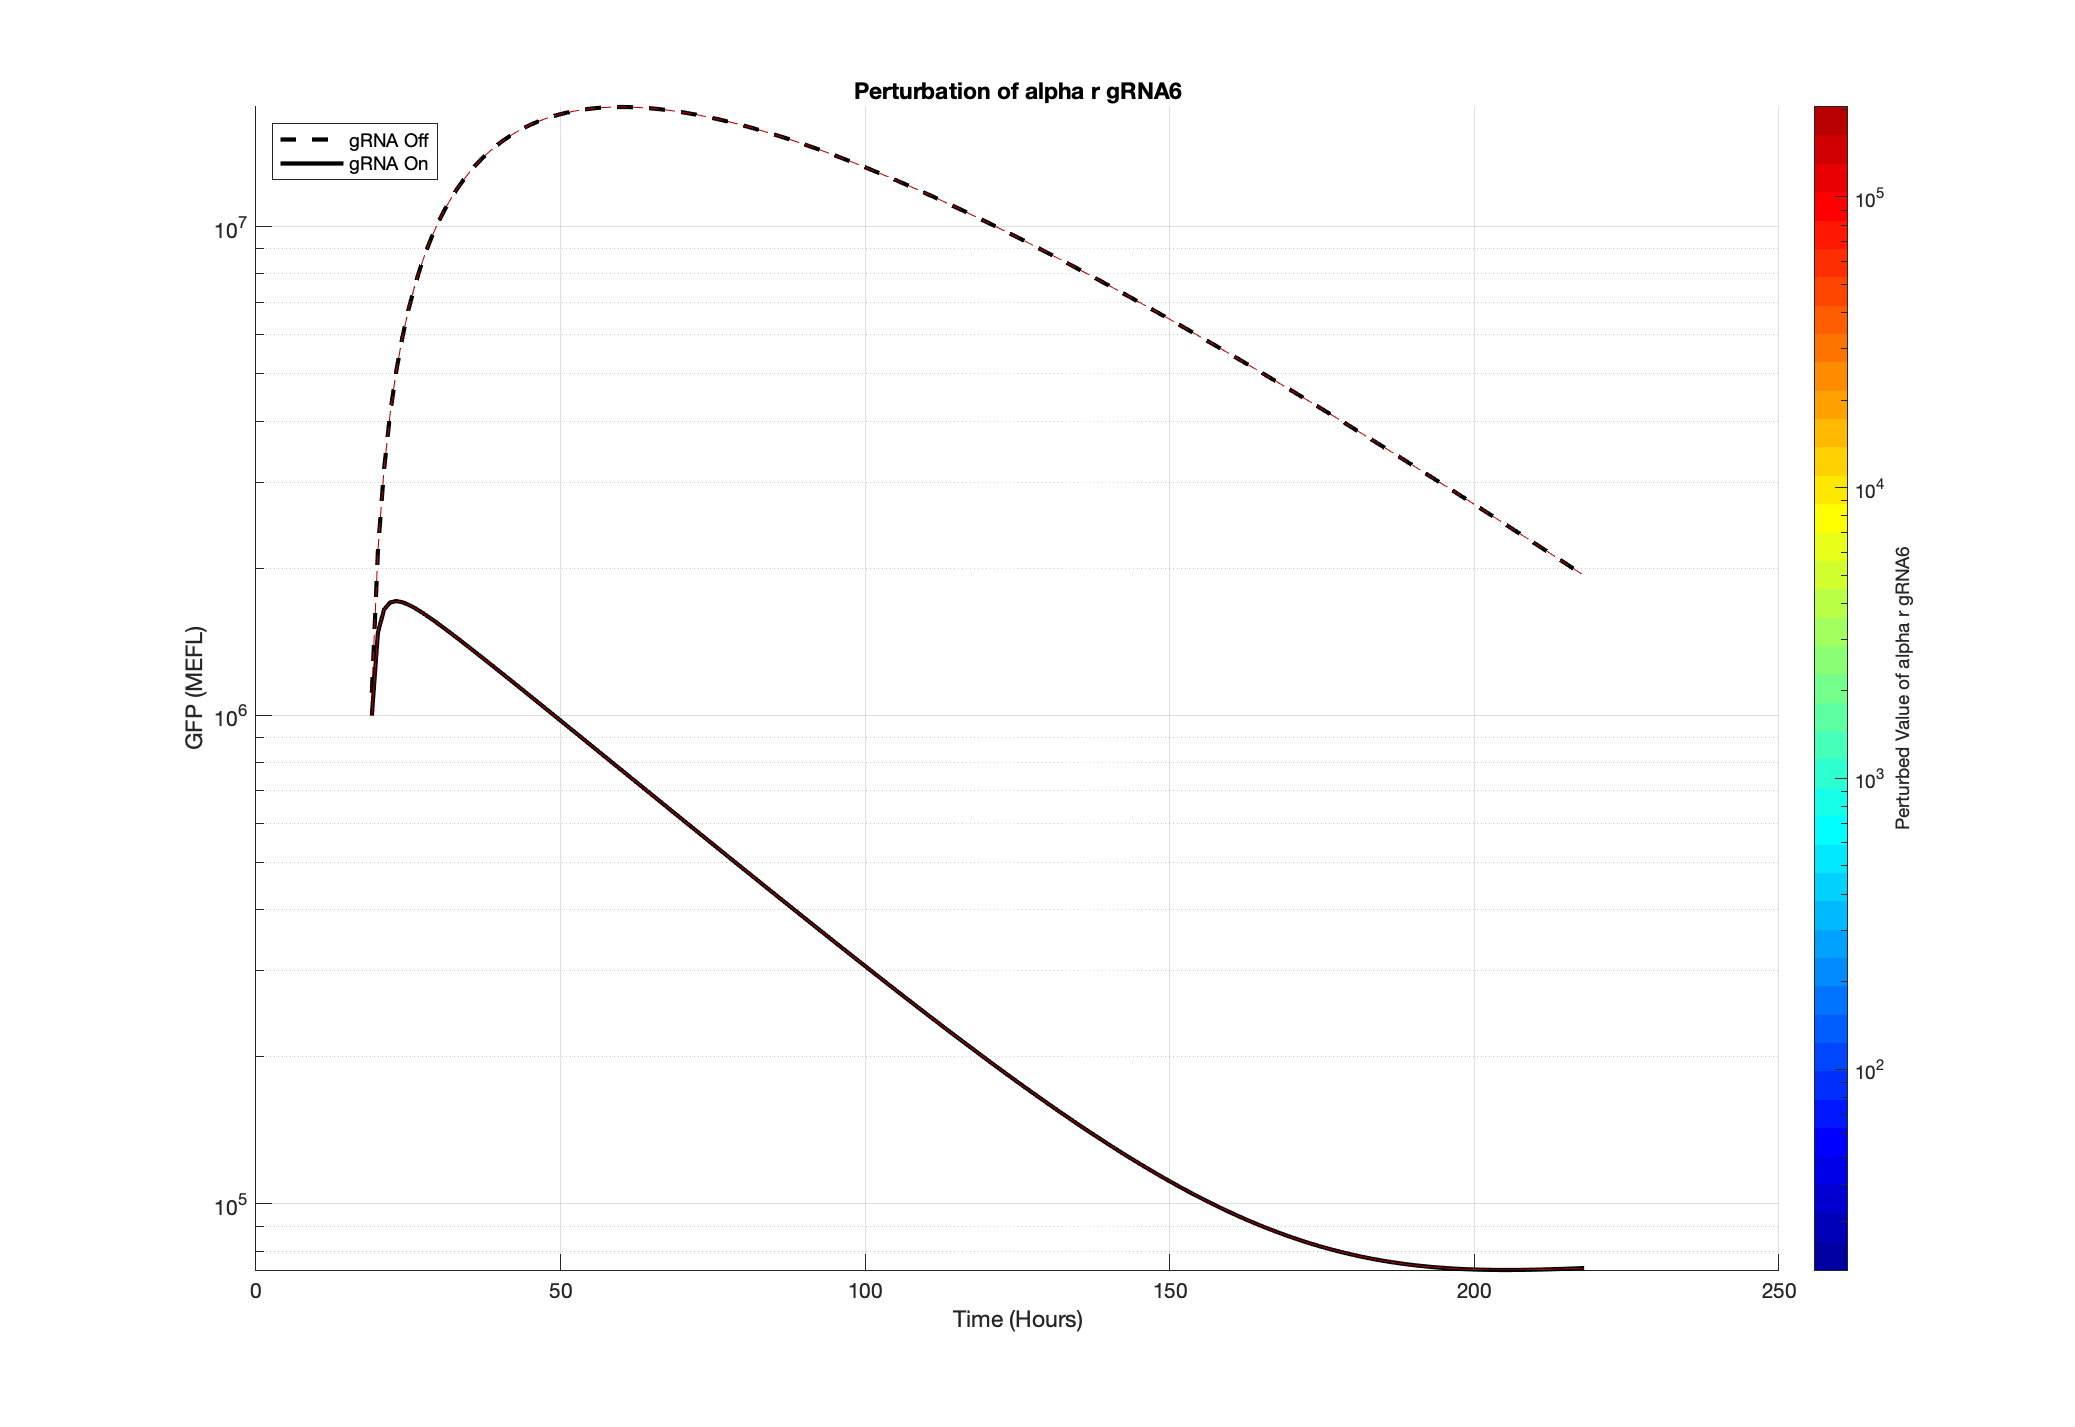 Perturbation of alpha r gRNA6
gRNA Off
gRNA On
10^7
10^6
10^5
GFP (MEFL)
0 50 100 150 200 250
Time (Hours)
10^5
10^4
10^3
10^2
Perturbed Value of alpha r gRNA6